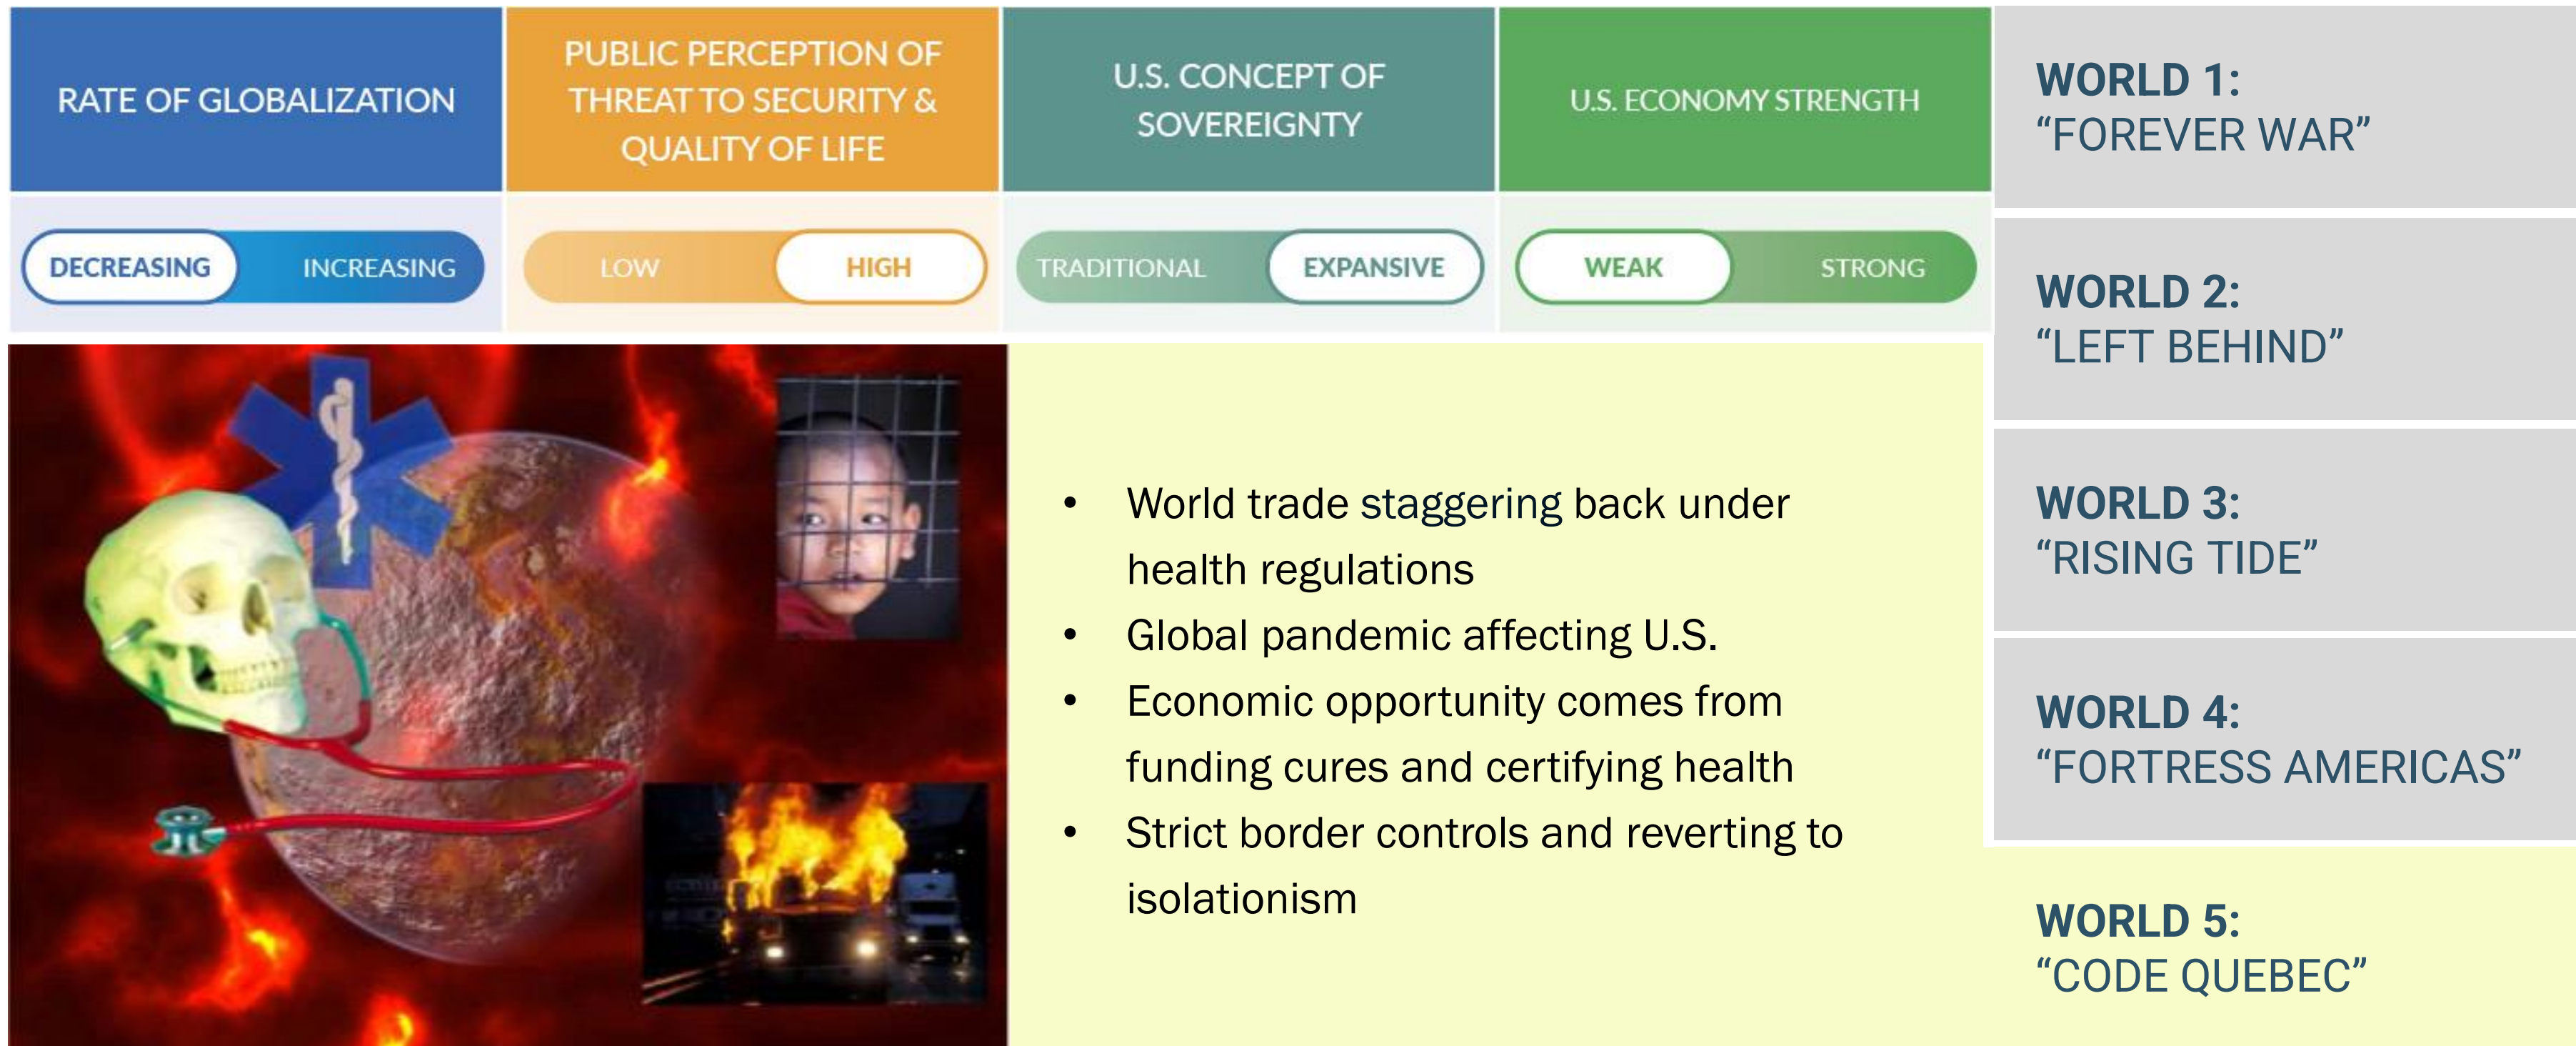 RATE OF GLOBALIZATION
PUBLIC PERCEPTION OF
THREAT TO SECURITY &
QUALITY OF LIFE
U.S. CONCEPT OF
SOVEREIGNTY
U.S. ECONOMY STRENGTH
DECREASING INCREASING
LOW HIGH
TRADITIONAL EXPANSIVE
WEAK STRONG
• World trade staggering back under
health regulations
• Global pandemic affecting U.S.
• Economic opportunity comes from
funding cures and certifying health
• Strict border controls and reverting to
isolationism
WORLD 1:
“FOREVER WAR”
WORLD 2:
“LEFT BEHIND”
WORLD 3:
“RISING TIDE”
WORLD 4:
“FORTRESS AMERICAS”
WORLD 5:
“CODE QUEBEC”